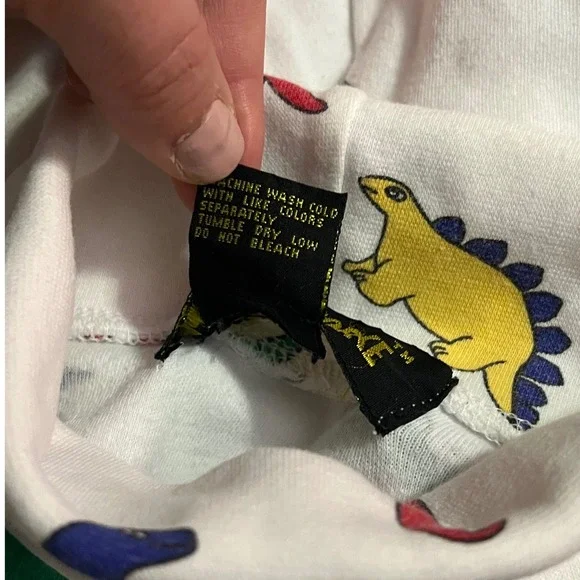 MACHINE WASH COLD
WITH LIKE COLORS
SEPARATELY
TUMBLE DRY LOW
DO NOT BLEACH